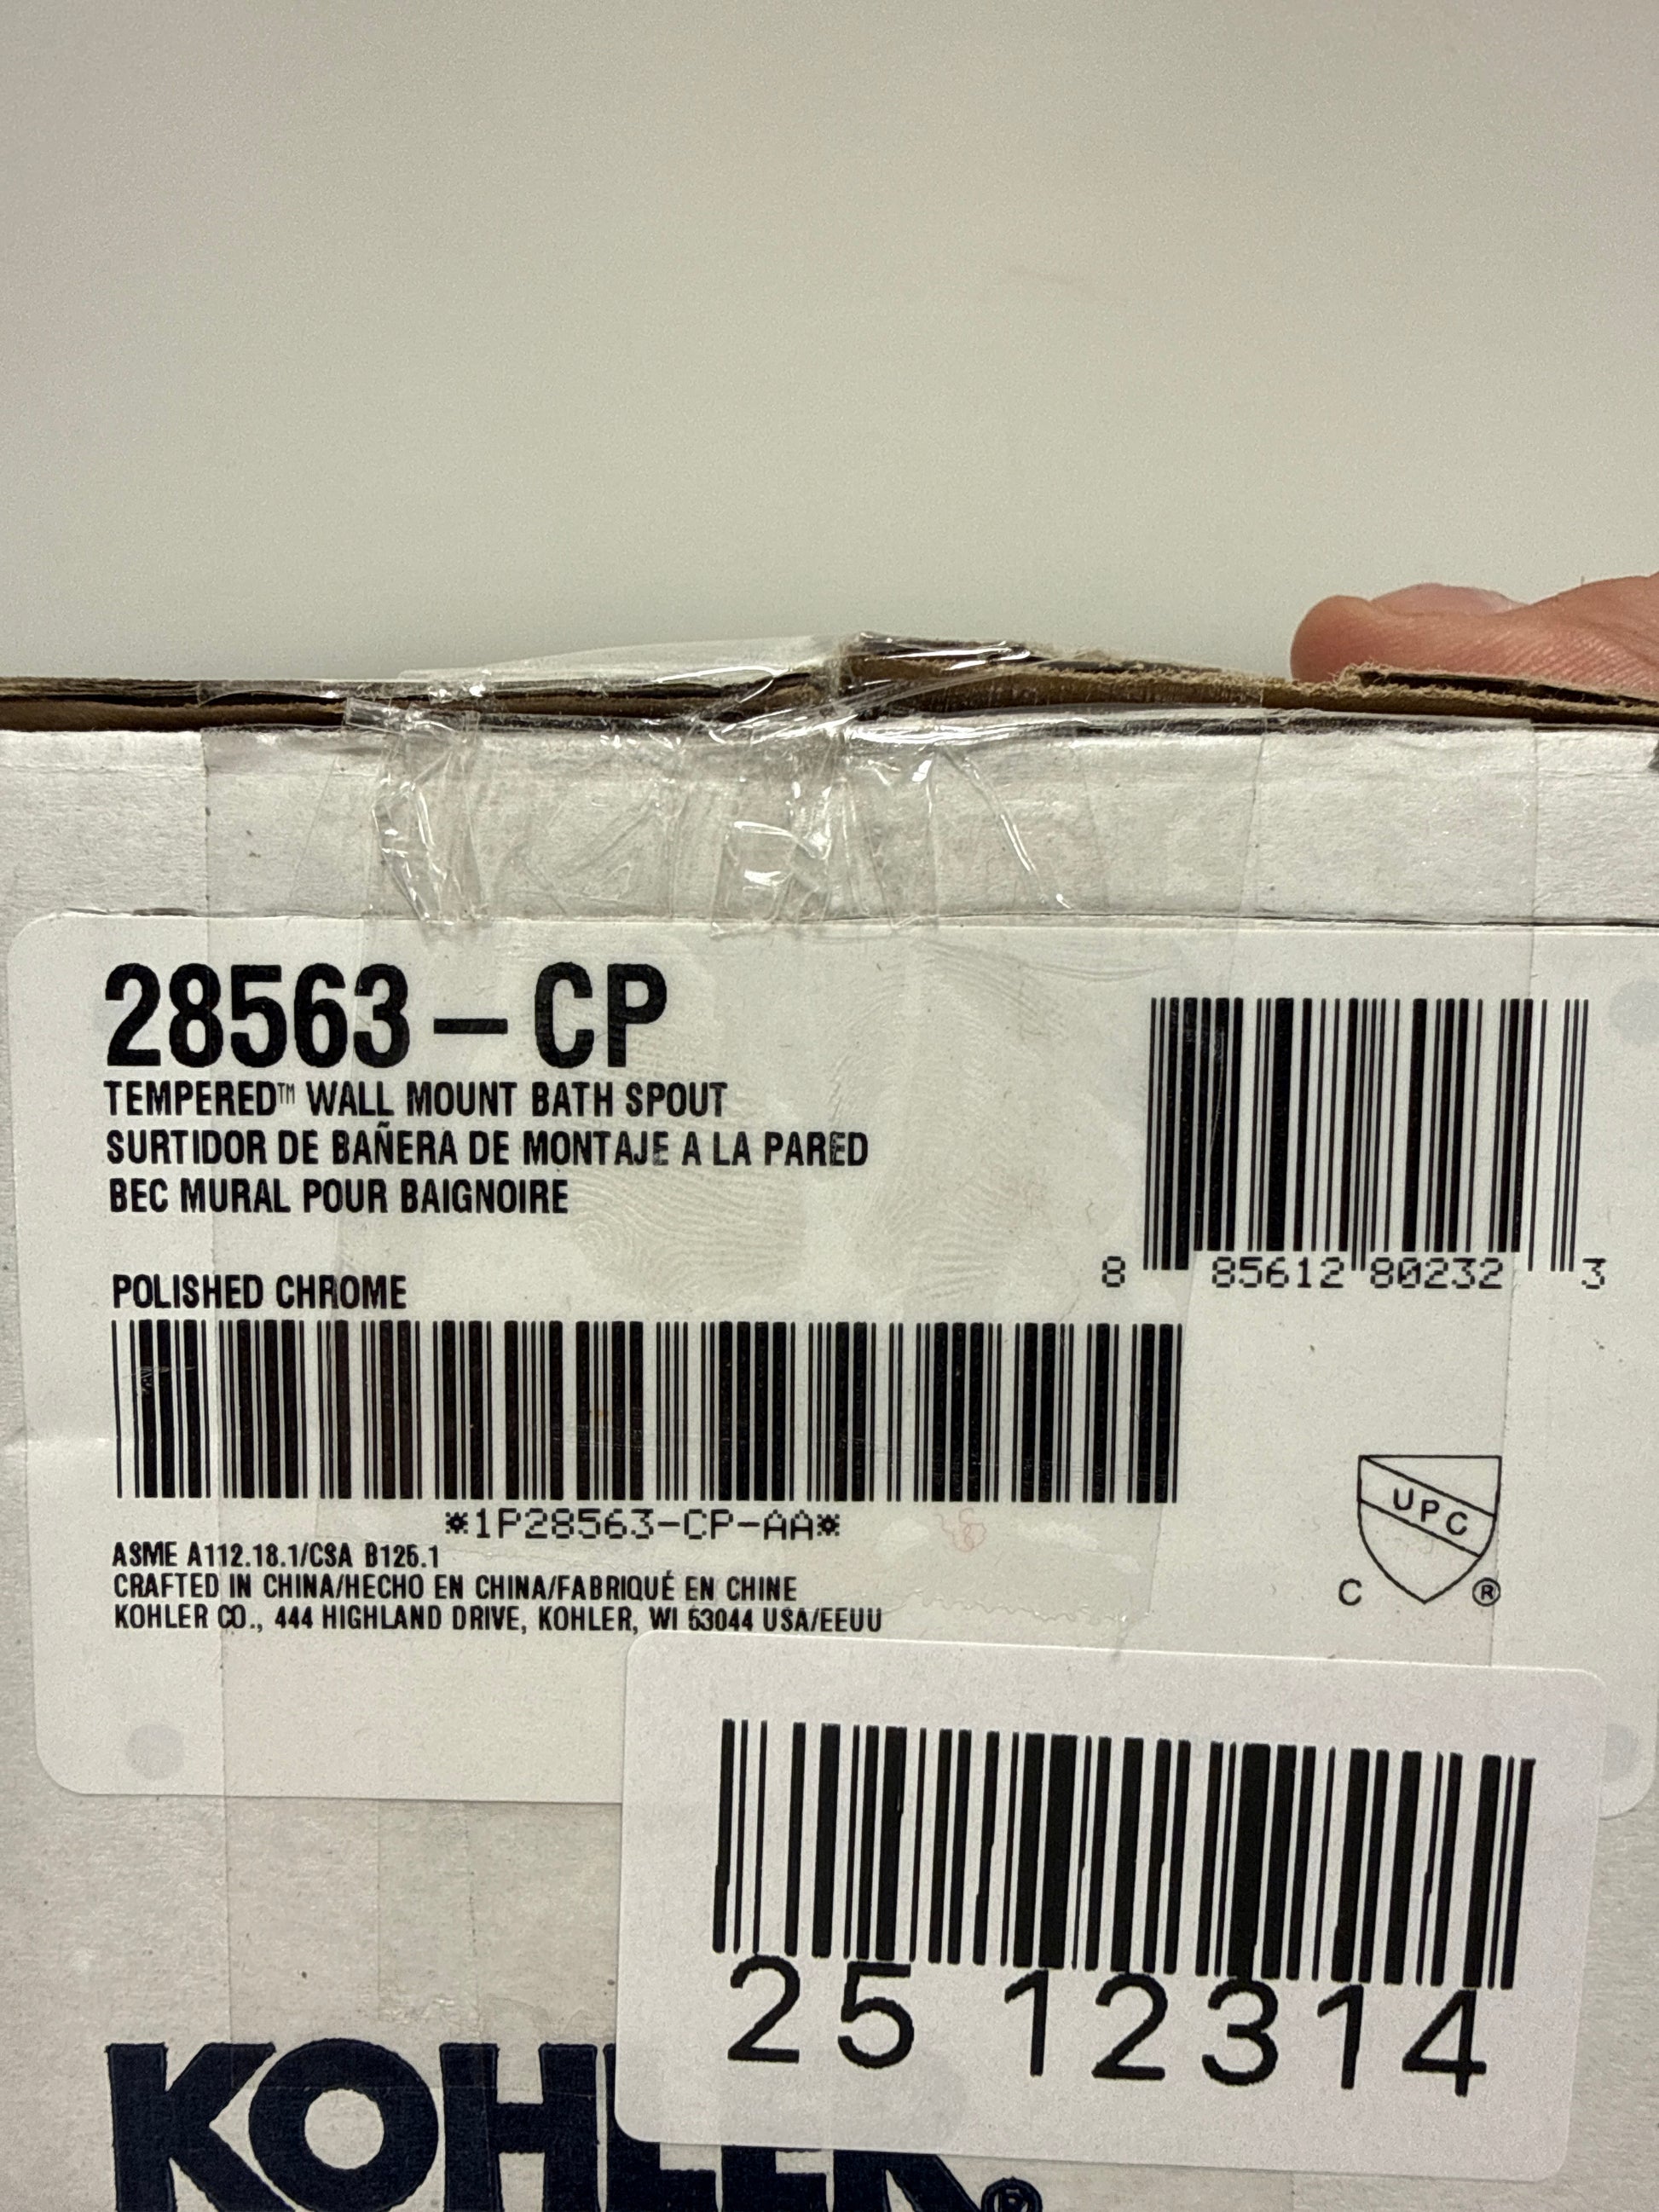 28563-CP
TEMPERED™ WALL MOUNT BATH SPOUT
SURTIDOR DE BAÑERA DE MONTAJE A LA PARED
BEC MURAL POUR BAIGNOIRE
8 85612 80232 3
POLISHED CHROME
*1P28563-CP-AA*
ASME A112.18.1/CSA B125.1
CRAFTED IN CHINA/HECHO EN CHINA/FABRIQUÉ EN CHINE
KOHLER CO., 444 HIGHLAND DRIVE, KOHLER, WI 53044 USA/EEUU
UPC
C ®
2512314
KOHLER®